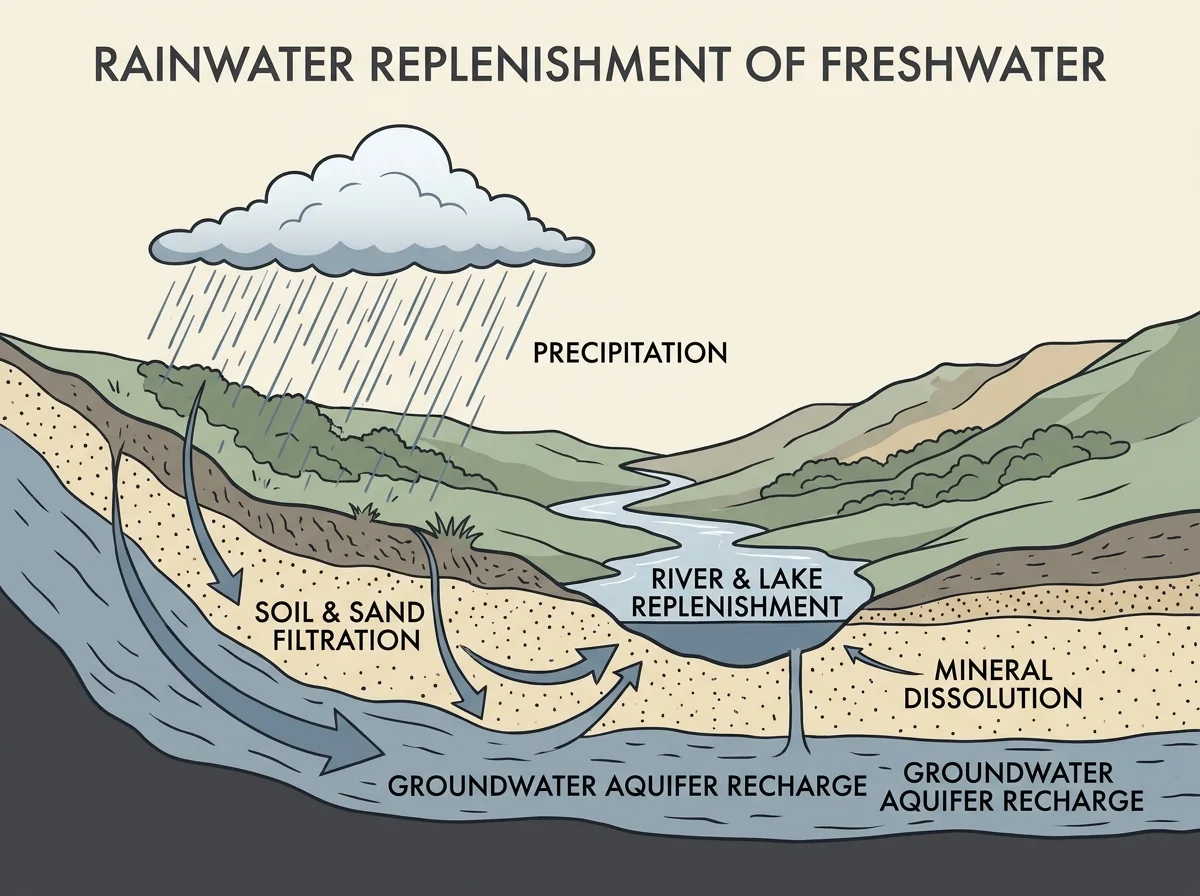 RAINWATER REPLENISHMENT OF FRESHWATER
PRECIPITATION
RIVER & LAKE
REPLENISHMENT
SOIL & SAND
FILTRATION
MINERAL
DISSOLUTION
GROUNDWATER AQUIFER RECHARGE
GROUNDWATER
AQUIFER RECHARGE